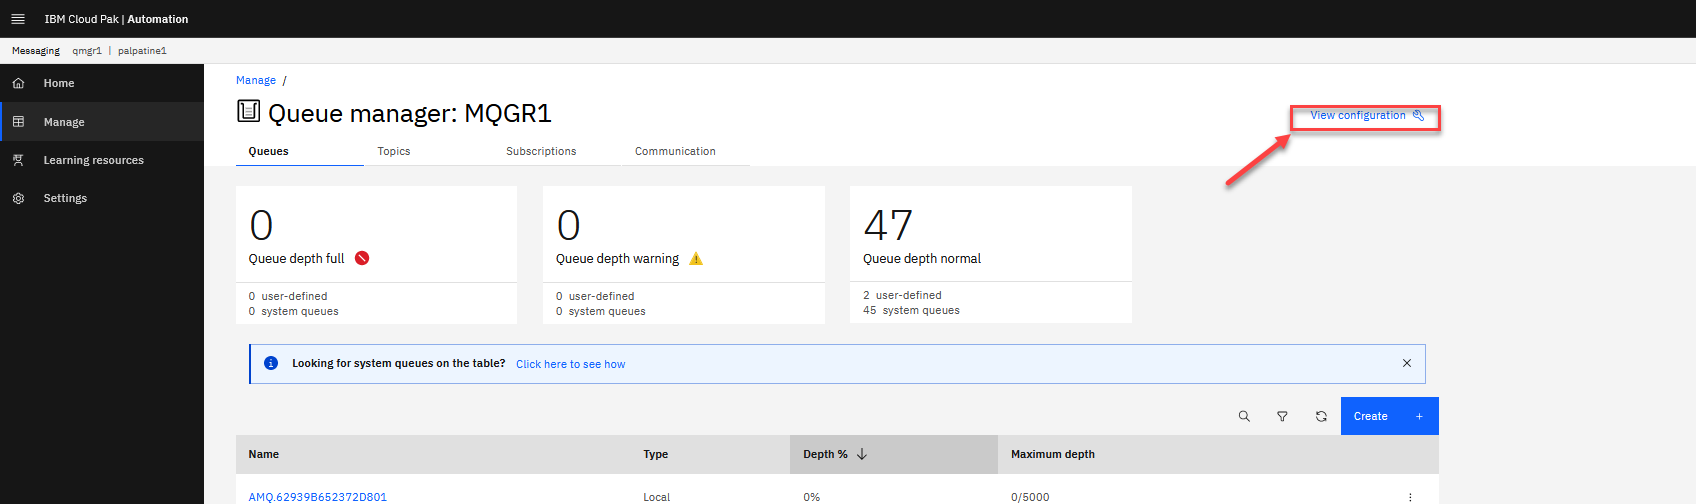 IBM Cloud Pak | Automation
Messaging qmgr1 | palpatine1
Home
Manage
Learning resources
Settings
Manage /
Queue manager: MQGR1
View configuration
Queues Topics Subscriptions Communication
0
Queue depth full
0 user-defined
0 system queues
0
Queue depth warning
0 user-defined
0 system queues
47
Queue depth normal
2 user-defined
45 system queues
Looking for system queues on the table? Click here to see how
Create +
Name Type Depth % Maximum depth
AMQ.62939B652372D801 Local 0% 0/5000